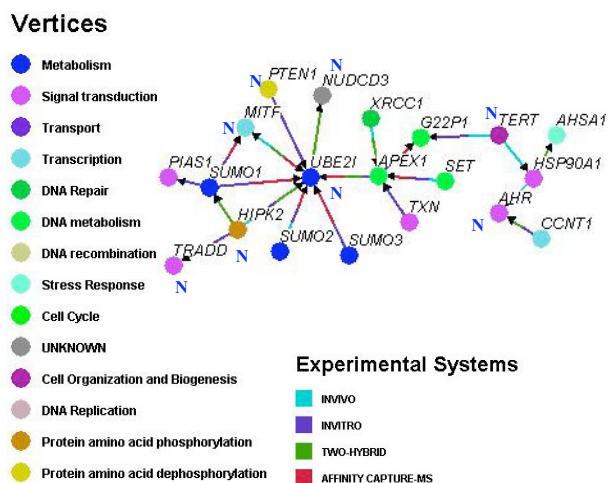 Vertices
Metabolism
Signal transduction
Transport
Transcription
DNA Repair
DNA metabolism
DNA recombination
Stress Response
Cell Cycle
UNKNOWN
Cell Organization and Biogenesis
DNA Replication
Protein amino acid phosphorylation
Protein amino acid dephosphorylation
N
PTEN1
N
NUDCD3
MITF
N
XRCC1
G22P1
N
TERT
AHSA1
PIAS1
SUMO1
UBE2I
N
APEX1
SET
HSP90A1
HIPK2
N
TXN
AHR
N
CCNT1
TRADD
N
SUMO2
SUMO3
Experimental Systems
INVIVO
INVITRO
TWO-HYBRID
AFFINITY CAPTURE-MS